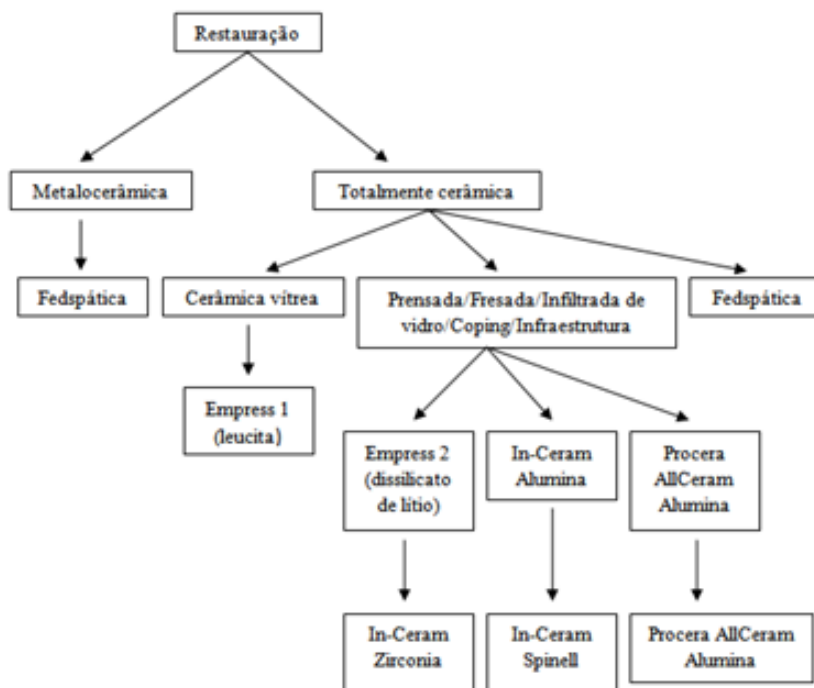 Restauração
Metalocerâmica
Totalmente cerâmica
Fedspática
Cerâmica vítrea
Prensada/Fresada/Infiltrada de
vidro/Coping/Infraestrutura
Fedspática
Empress 1
(leucita)
Empress 2
(dissilicato
de lítio)
In-Ceram
Alumina
Procera
AllCeram
Alumina
In-Ceram
Zirconia
In-Ceram
Spinell
Procera AllCeram
Alumina